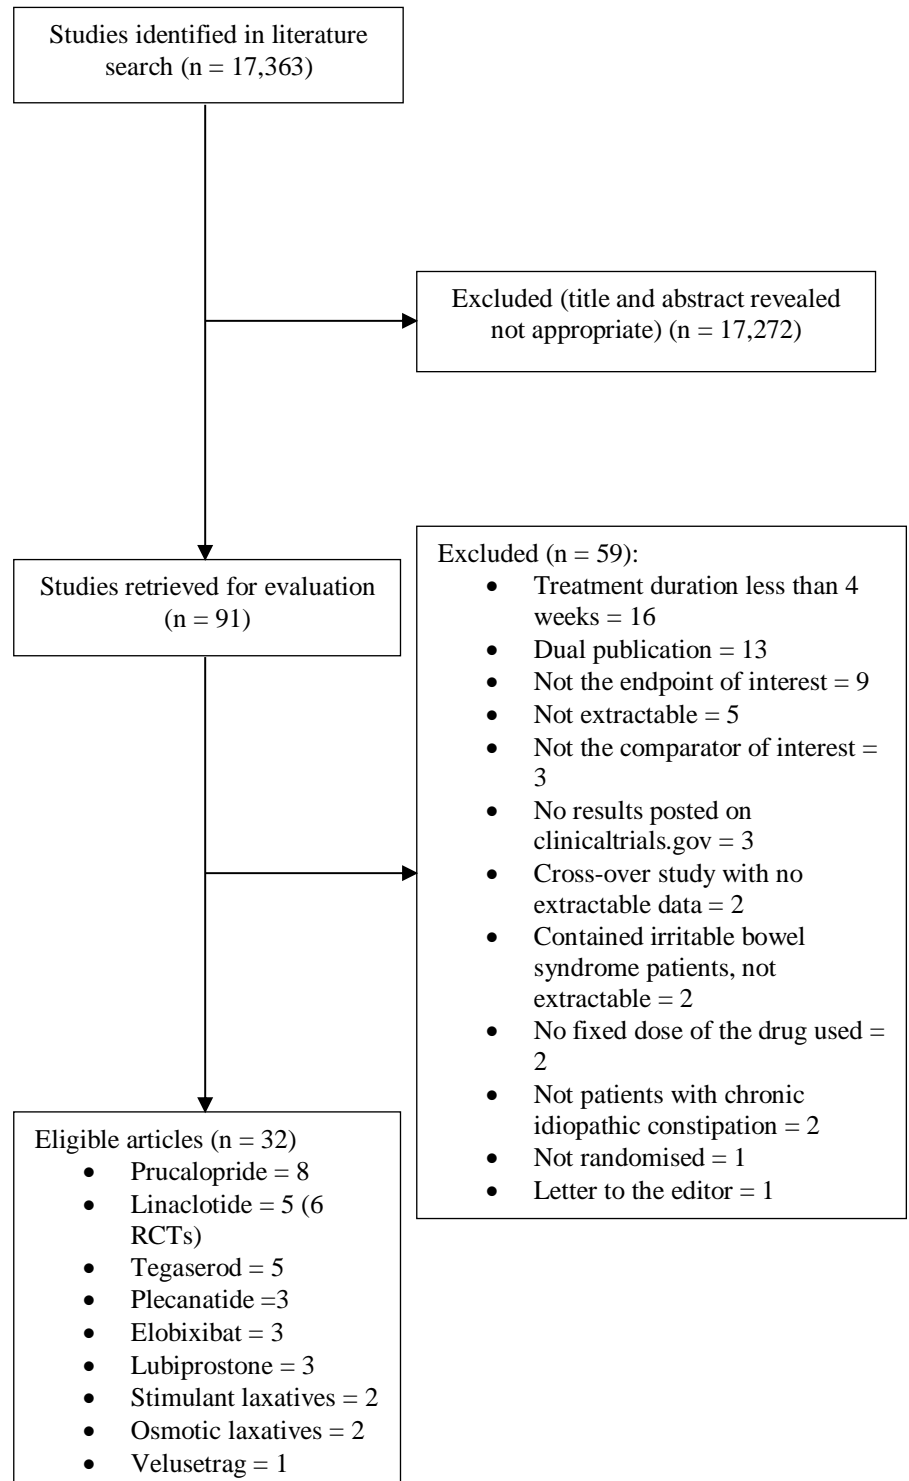 Studies identified in literature
search (n = 17,363)
Excluded (title and abstract revealed
not appropriate) (n = 17,272)
Studies retrieved for evaluation
(n = 91)
Excluded (n = 59):
• Treatment duration less than 4
weeks = 16
• Dual publication = 13
• Not the endpoint of interest = 9
• Not extractable = 5
• Not the comparator of interest =
3
• No results posted on
clinicaltrials.gov = 3
• Cross-over study with no
extractable data = 2
• Contained irritable bowel
syndrome patients, not
extractable = 2
• No fixed dose of the drug used =
2
• Not patients with chronic
idiopathic constipation = 2
• Not randomised = 1
• Letter to the editor = 1
Eligible articles (n = 32)
• Prucalopride = 8
• Linaclotide = 5 (6
RCTs)
• Tegaserod = 5
• Plecanatide =3
• Elobixibat = 3
• Lubiprostone = 3
• Stimulant laxatives = 2
• Osmotic laxatives = 2
• Velusetrag = 1